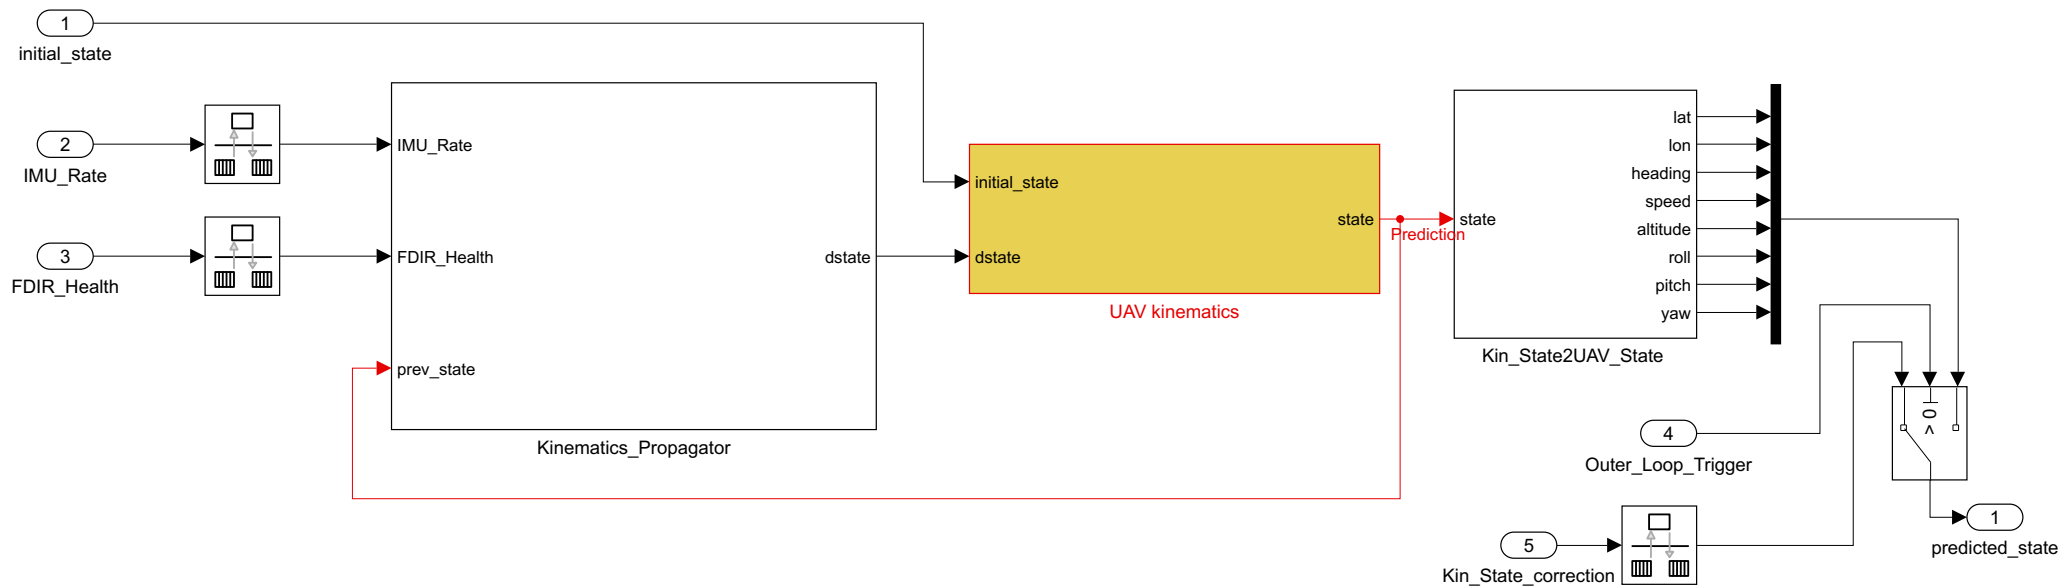 1
initial_state
2
IMU_Rate
3
FDIR_Health
IMU_Rate
FDIR_Health
prev_state
dstate
Kinematics_Propagator
initial_state
dstate
state
UAV kinematics
Prediction
state
lat
lon
heading
speed
altitude
roll
pitch
yaw
Kin_State2UAV_State
4
Outer_Loop_Trigger
5
Kin_State_correction
> 0
1
predicted_state